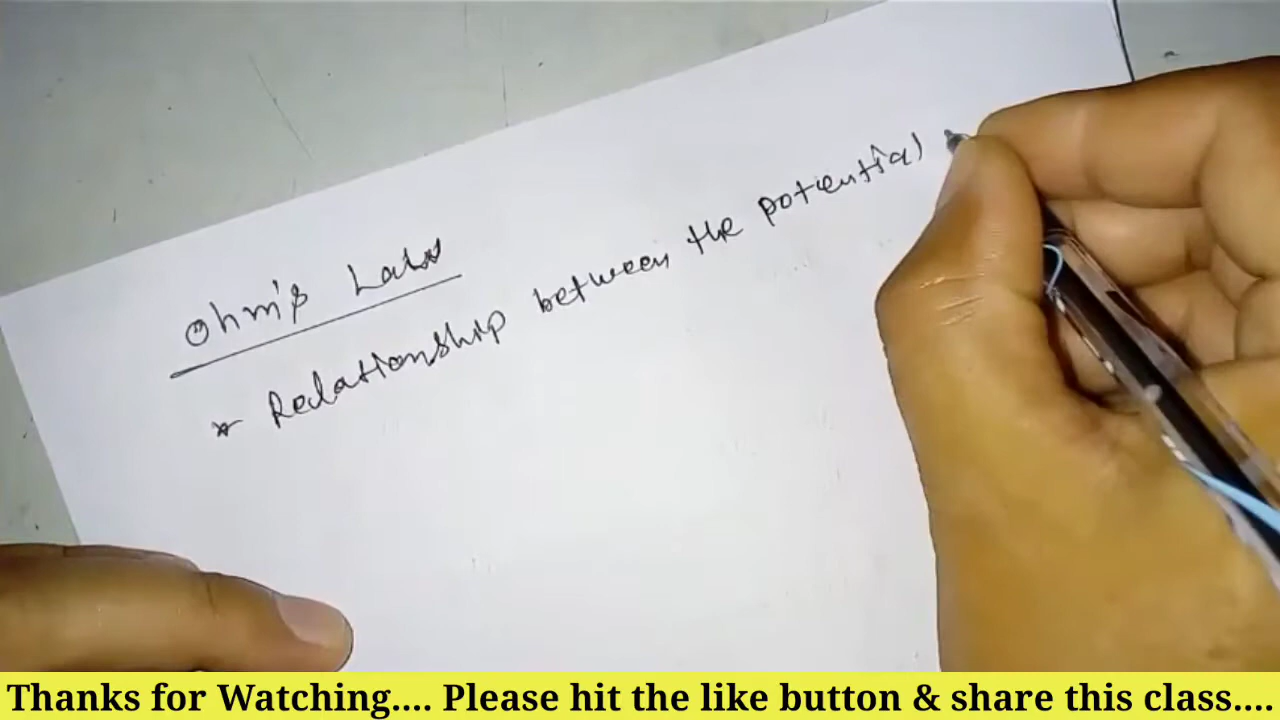 Ohm's Law
* Relationship between the potential
Thanks for Watching.... Please hit the like button & share this class....